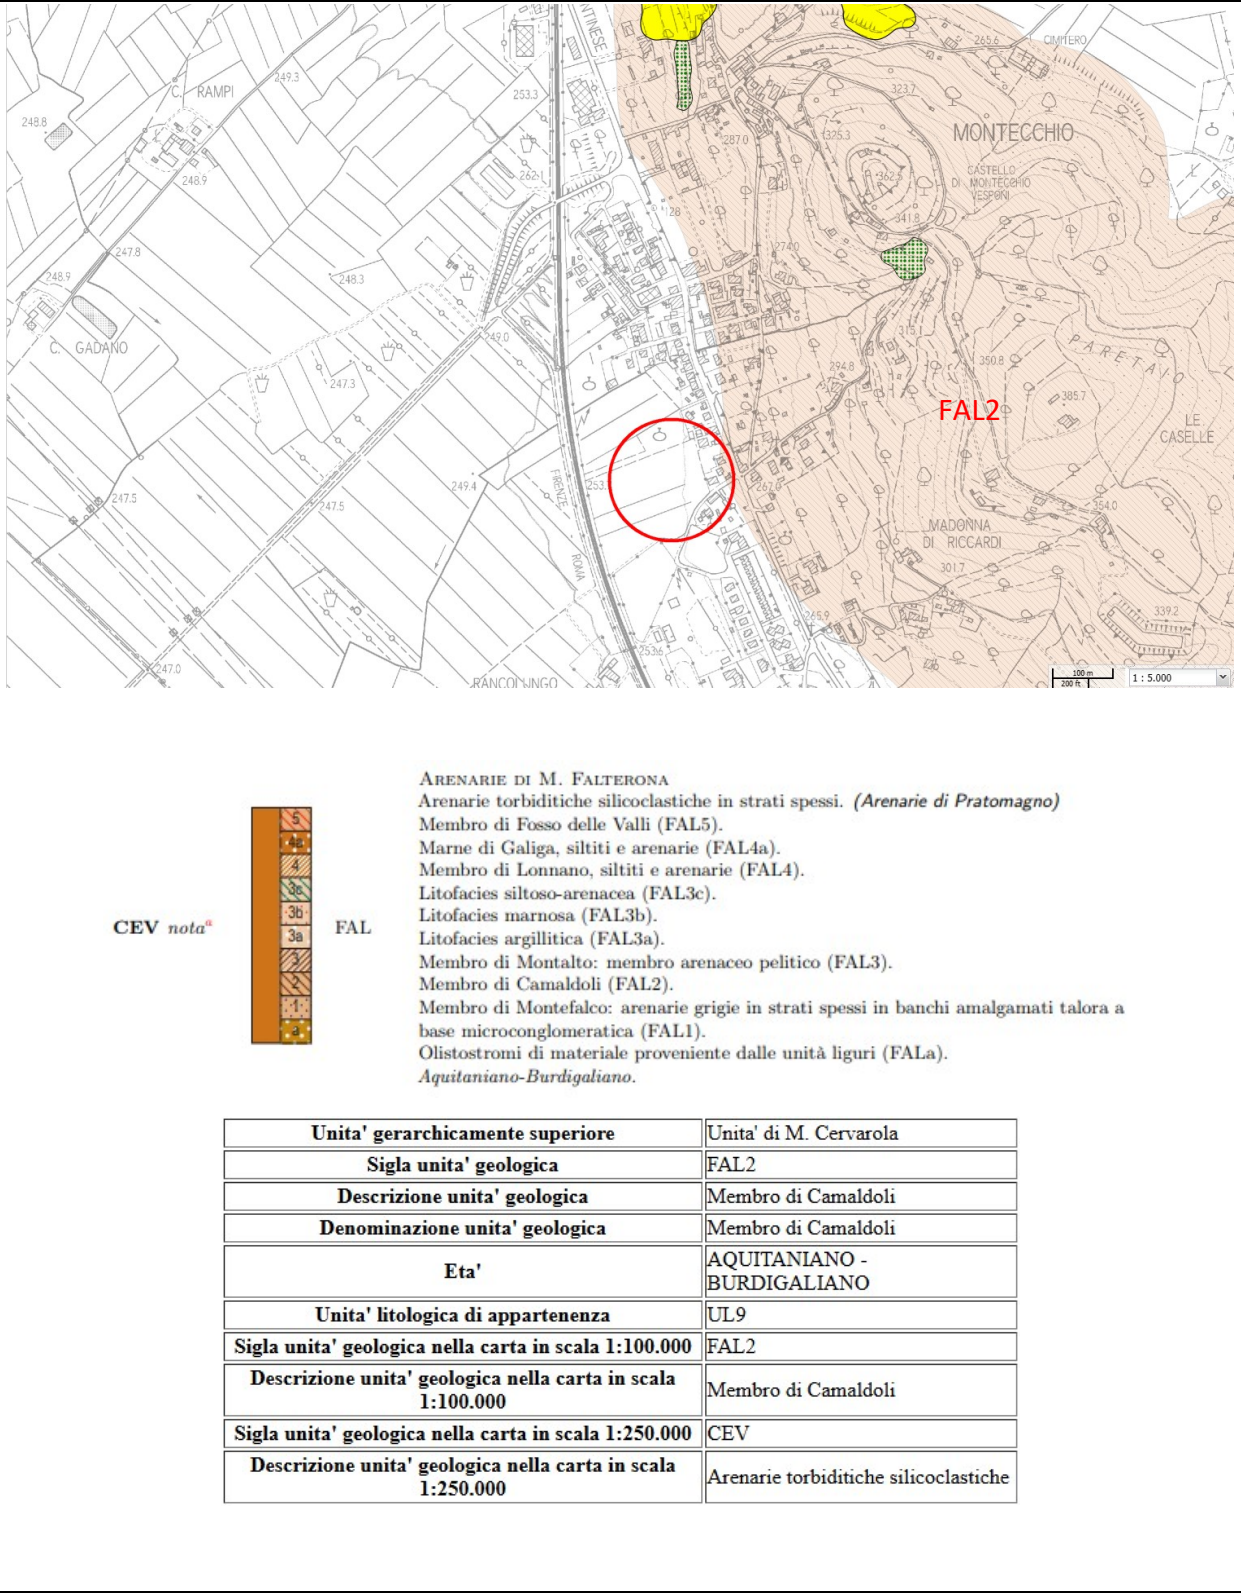 NTINESE
265.6
CIMITERO
249.3
C. RAMPI
253.3
323.7
248.8
MONTECCHIO
325.3
287.0
CASTELLO
DI MONTECCHIO
VESPONI
262.1
362.5
248.9
128
341.8
274.0
247.8
248.9
248.3
249.0
315.1
C. GADANO
350.8
PARETAIO
294.8
247.3
385.7
FAL2
LE
CASELLE
249.4
FIRENZE
253.
267.0
247.5
247.5
354.0
MADONNA
DI RICCARDI
ROMA
301.7
339.2
265.9
253.6
247.0
RANCOLUNGO
100 m
200 ft
1 : 5.000
ARENARIE DI M. FALTERONA
Arenarie torbiditiche silicoclastiche in strati spessi. (Arenarie di Pratomagno)
5
Membro di Fosso delle Valli (FAL5).
4a
Marne di Galiga, siltiti e arenarie (FAL4a).
4
Membro di Lonnano, siltiti e arenarie (FAL4).
3c
Litofacies siltoso-arenacea (FAL3c).
3b
Litofacies marnosa (FAL3b).
CEV nota a
FAL
3a
Litofacies argillitica (FAL3a).
3
Membro di Montalto: membro arenaceo pelitico (FAL3).
2
Membro di Camaldoli (FAL2).
1
Membro di Montefalco: arenarie grigie in strati spessi in banchi amalgamati talora a
base microconglomeratica (FAL1).
a
Olistostromi di materiale proveniente dalle unità liguri (FALa).
Aquitaniano-Burdigaliano.
Unita' gerarchicamente superiore Unita' di M. Cervarola
Sigla unita' geologica FAL2
Descrizione unita' geologica Membro di Camaldoli
Denominazione unita' geologica Membro di Camaldoli
Eta' AQUITANIANO -
BURDIGALIANO
Unita' litologica di appartenenza UL9
Sigla unita' geologica nella carta in scala 1:100.000 FAL2
Descrizione unita' geologica nella carta in scala
1:100.000 Membro di Camaldoli
Sigla unita' geologica nella carta in scala 1:250.000 CEV
Descrizione unita' geologica nella carta in scala
1:250.000 Arenarie torbiditiche silicoclastiche